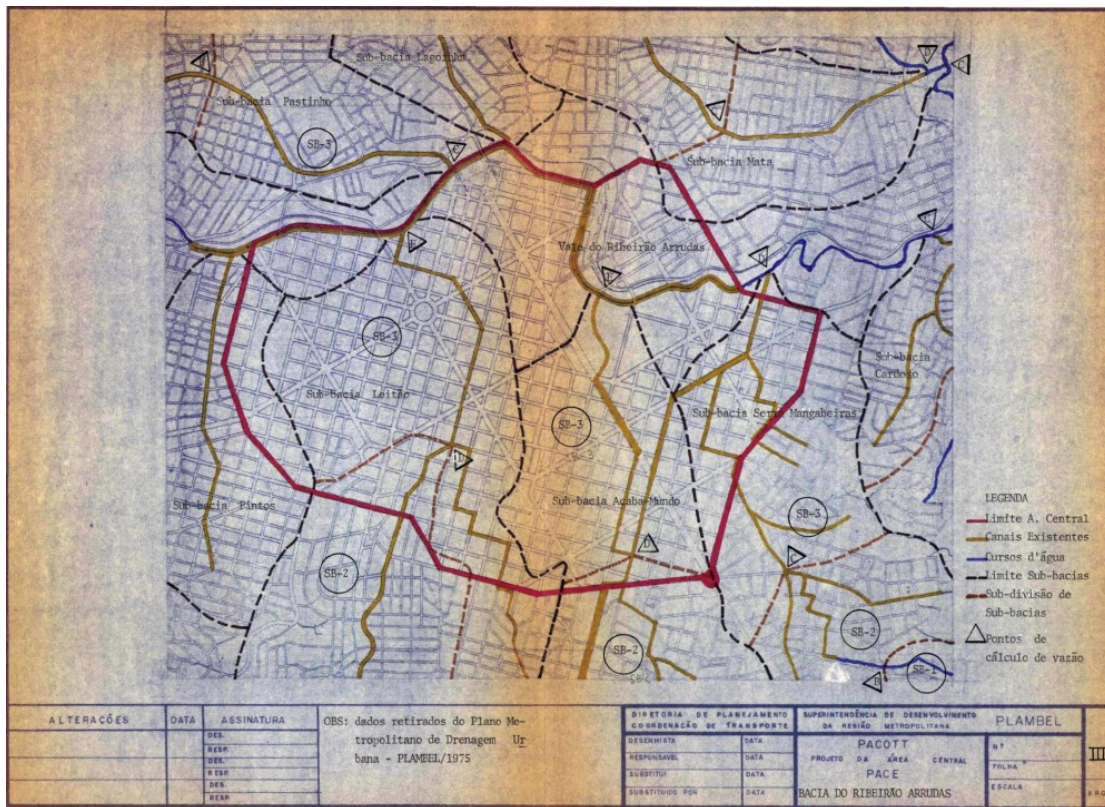 Sub-bacia Lagoinha
D
G
Sub-bacia Pastinho
SB-3
C
Sub-bacia Mata
E
Vale do Ribeirão Arrudas
SB-3
Sub-bacia Cardoso
Sub-bacia Leitão
Sub-bacia Serra Mangabeiras
SB-3
Sub-bacia Pintos
Sub-bacia Acaba-Mundo
D
D
SB-3
C
SB-2
SB-2
SB-2
B
SB-1
LEGENDA
Limite A. Central
Canais Existentes
Cursos d'água
Limite Sub-bacias
Sub-divisão de
Sub-bacias
Pontos de
cálculo de vazão
ALTERAÇÕES
DATA
ASSINATURA
DES.
RESP.
DES.
RESP.
DES.
RESP.
OBS: dados retirados do Plano Me-
tropolitano de Drenagem Ur
bana - PLAMBEL/1975
DIRETORIA DE PLANEJAMENTO
COORDENAÇÃO DE TRANSPORTE
DESENHISTA DATA
RESPONSÁVEL DATA
SUBSTITUI DATA
SUBSTITUIDO POR DATA
SUPERINTENDÊNCIA DE DESENVOLVIMENTO
DA REGIÃO METROPOLITANA
PACOTT
PROJETO DA ÁREA CENTRAL
PACE
BACIA DO RIBEIRÃO ARRUDAS
PLAMBEL
Nº
FOLHA Nº
ESCALA
III